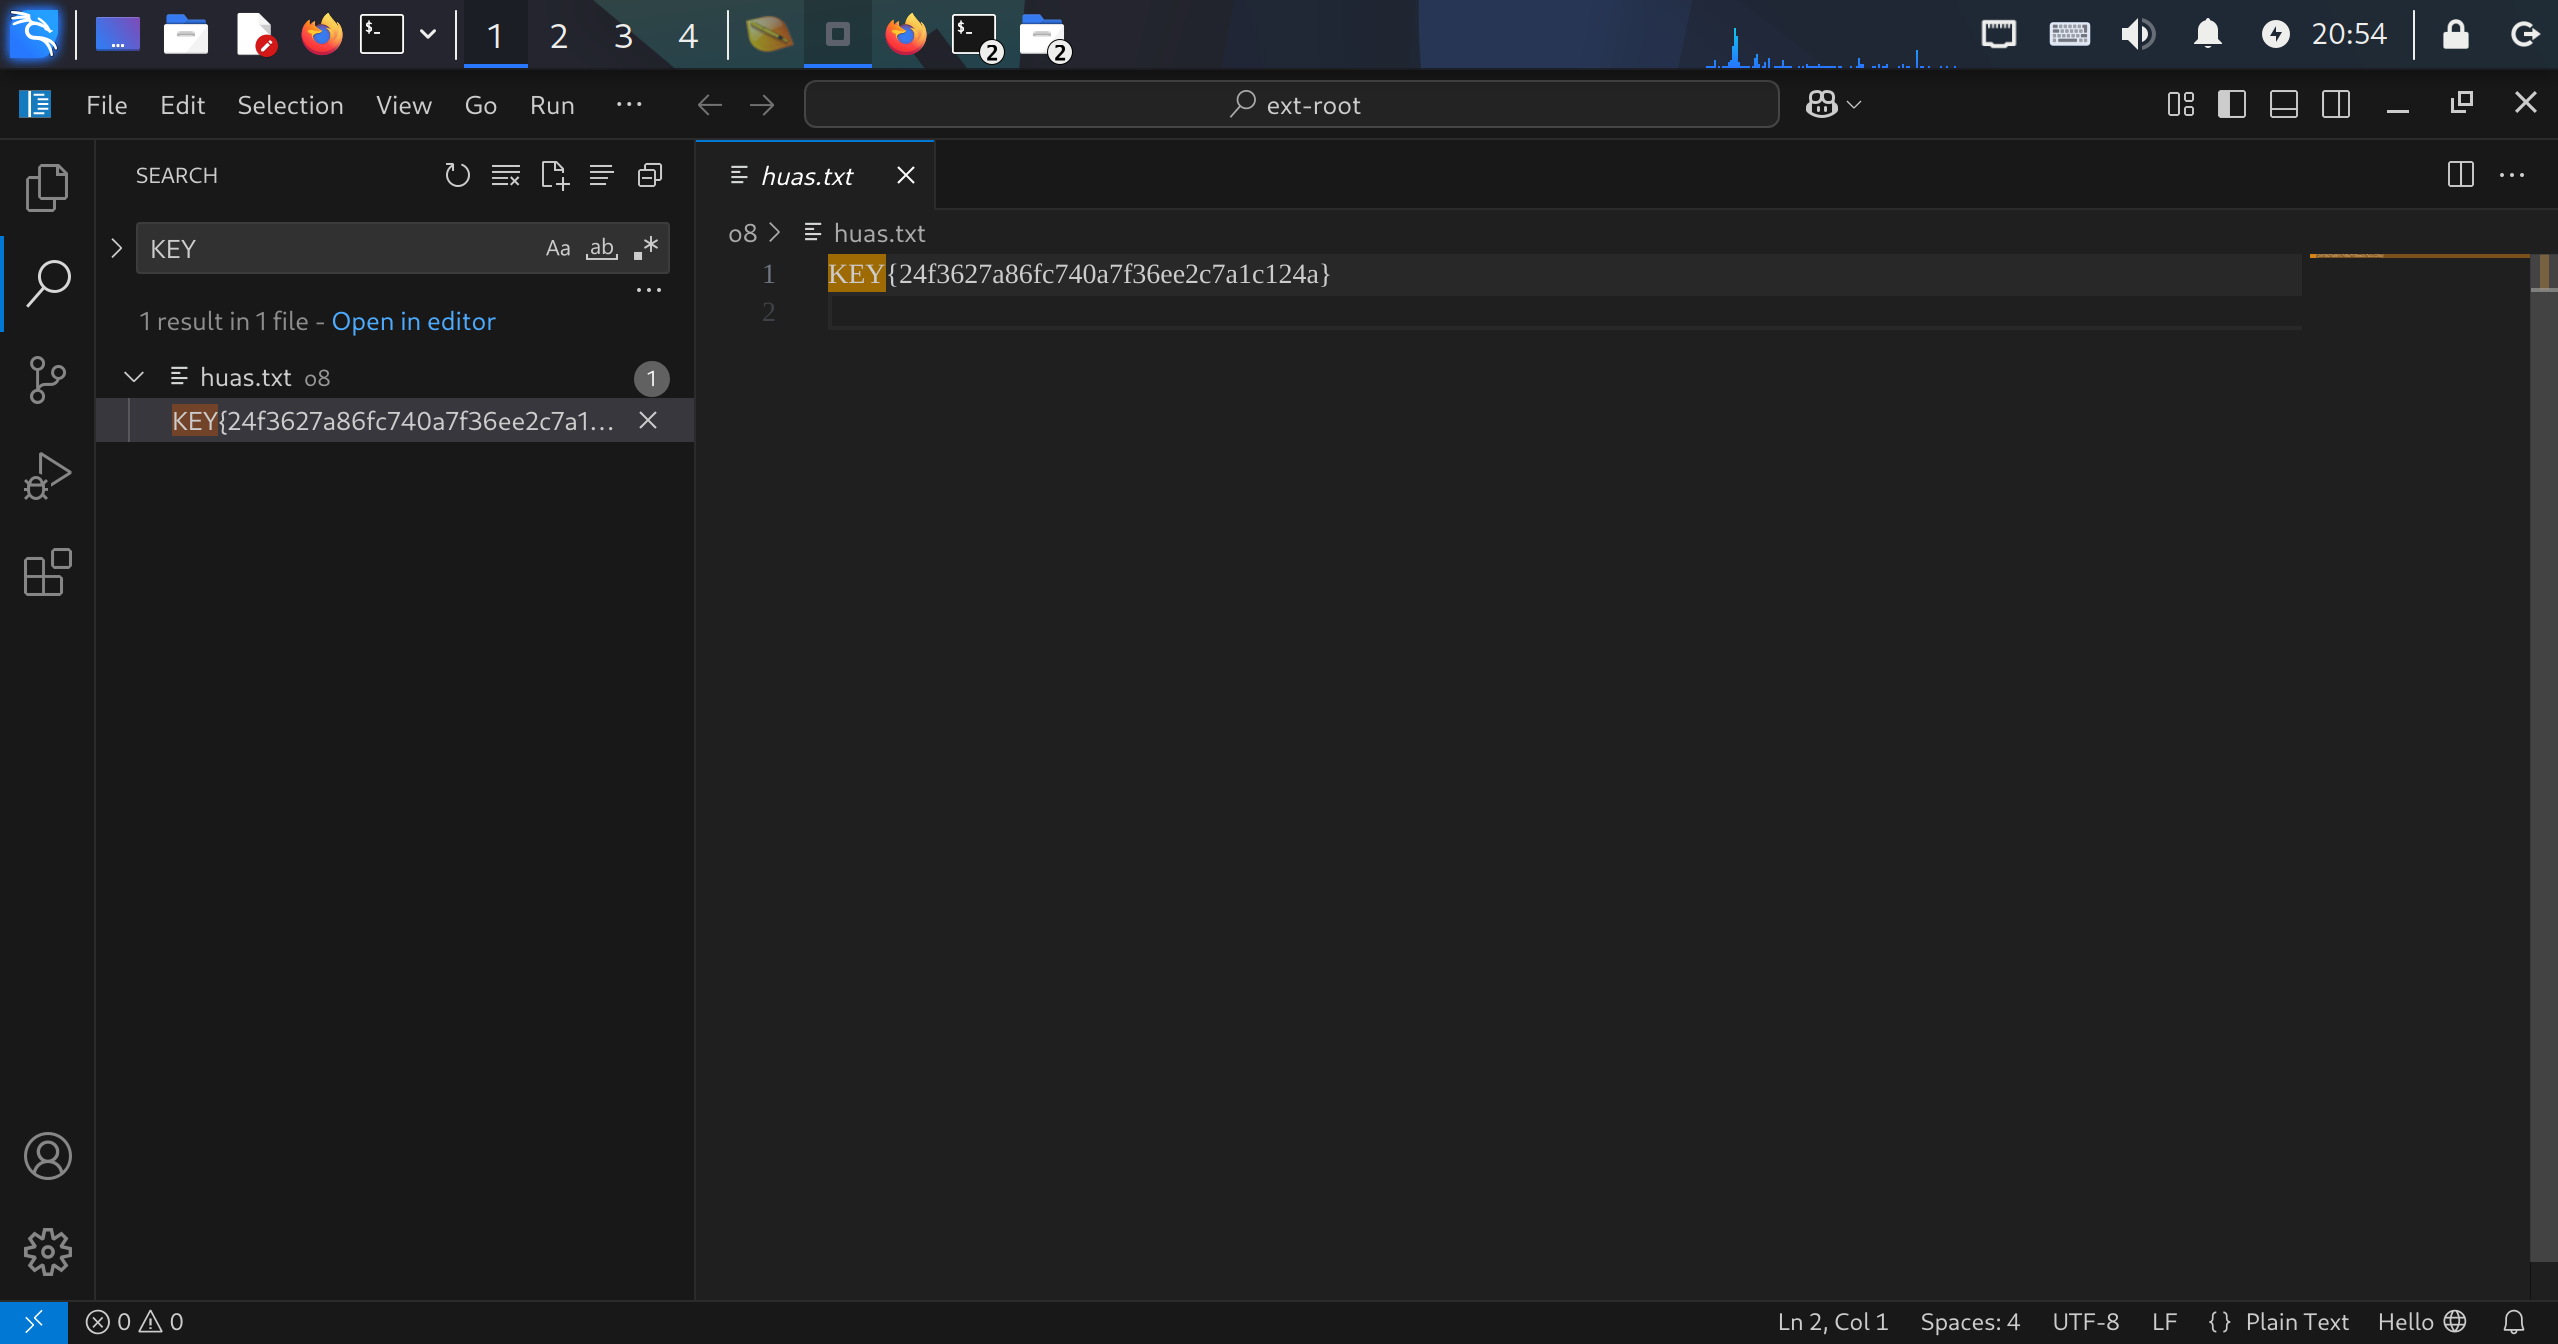 1 2 3 4 2 2 20:54
File Edit Selection View Go Run ext-root
SEARCH
KEY Aa ab .*
1 result in 1 file - Open in editor
huas.txt o8 1
KEY{24f3627a86fc740a7f36ee2c7a1...
huas.txt
o8 > huas.txt
1 KEY{24f3627a86fc740a7f36ee2c7a1c124a}
2
0 0 Ln 2, Col 1 Spaces: 4 UTF-8 LF {} Plain Text Hello